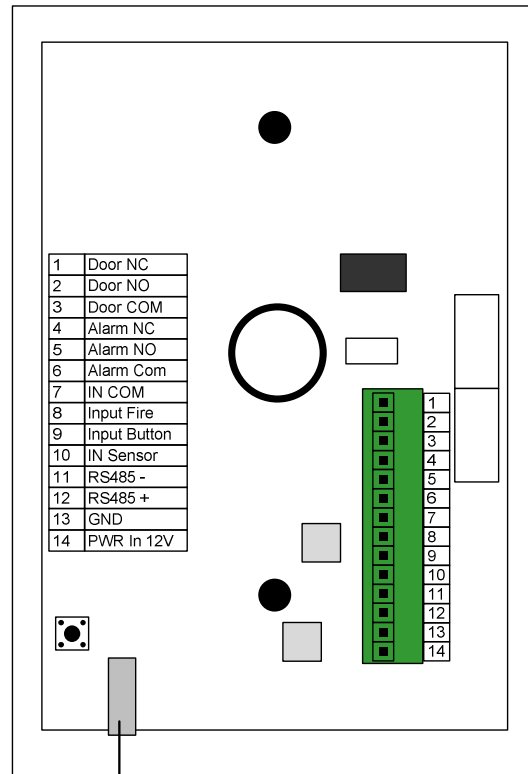 1 Door NC
2 Door NO
3 Door COM
4 Alarm NC
5 Alarm NO
6 Alarm Com
7 IN COM
8 Input Fire
9 Input Button
10 IN Sensor
11 RS485 -
12 RS485 +
13 GND
14 PWR In 12V
1
2
3
4
5
6
7
8
9
10
11
12
13
14